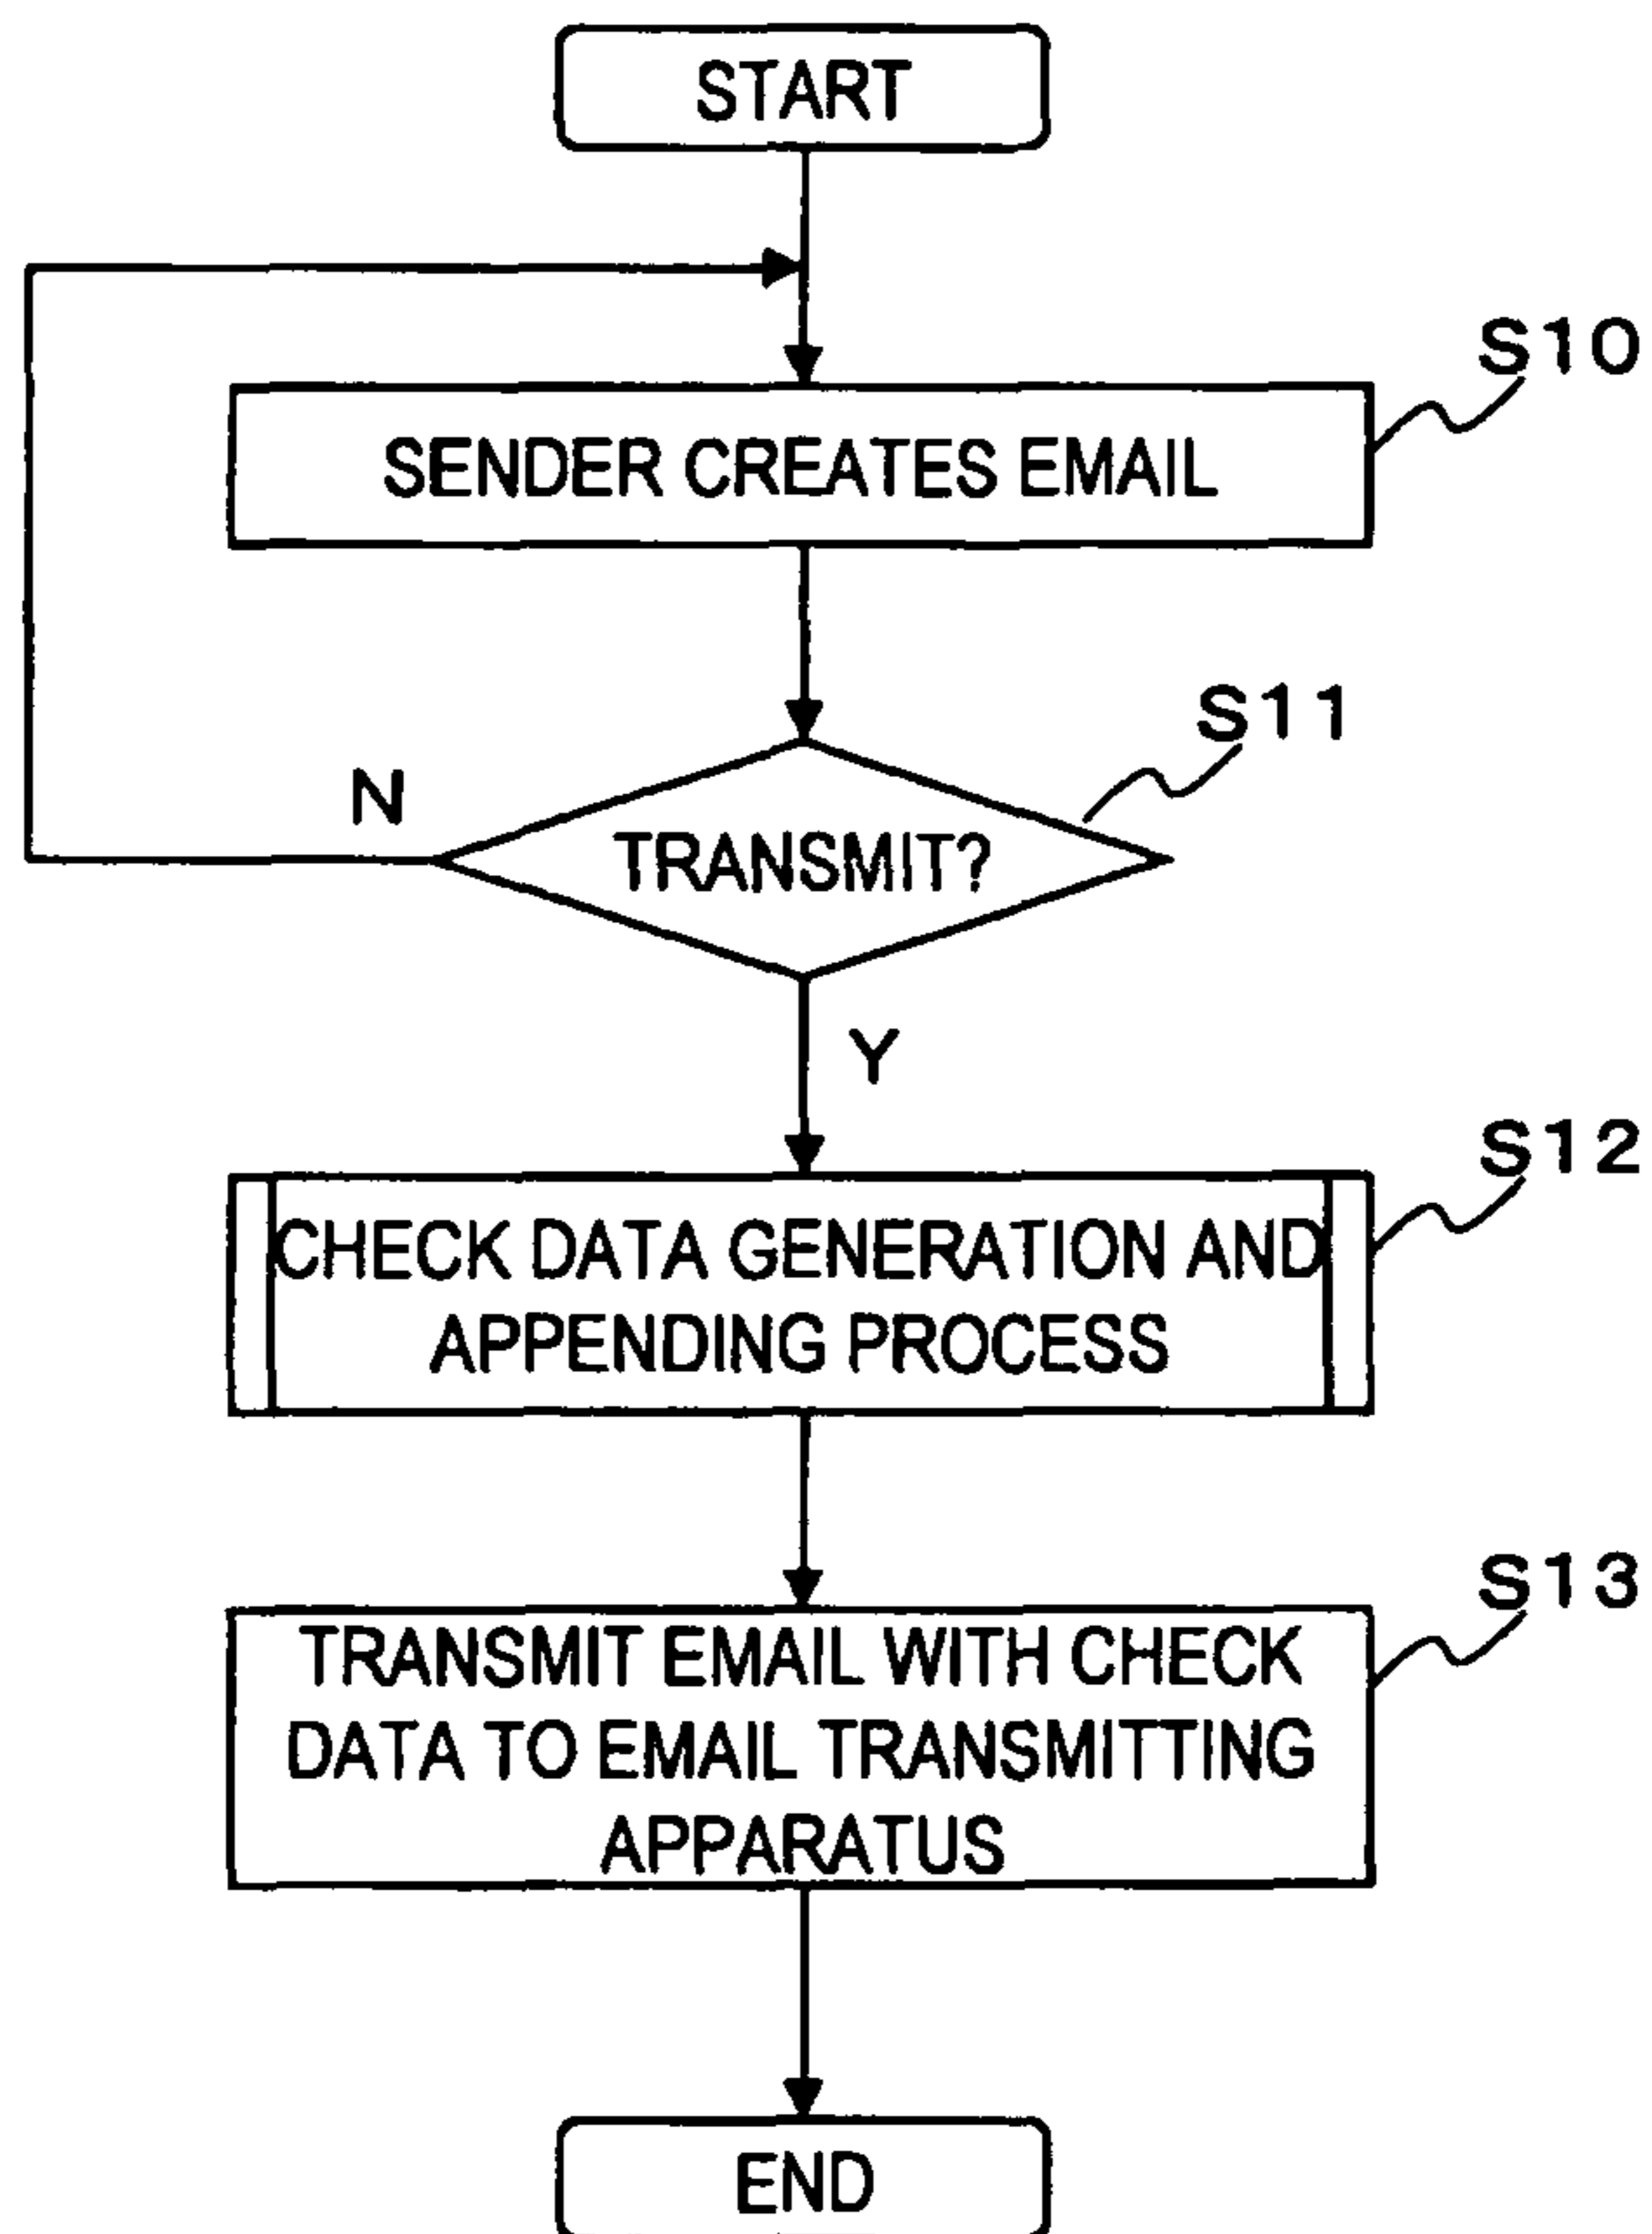 START
S10
SENDER CREATES EMAIL
S11
N
TRANSMIT?
Y
S12
CHECK DATA GENERATION AND
APPENDING PROCESS
S13
TRANSMIT EMAIL WITH CHECK
DATA TO EMAIL TRANSMITTING
APPARATUS
END